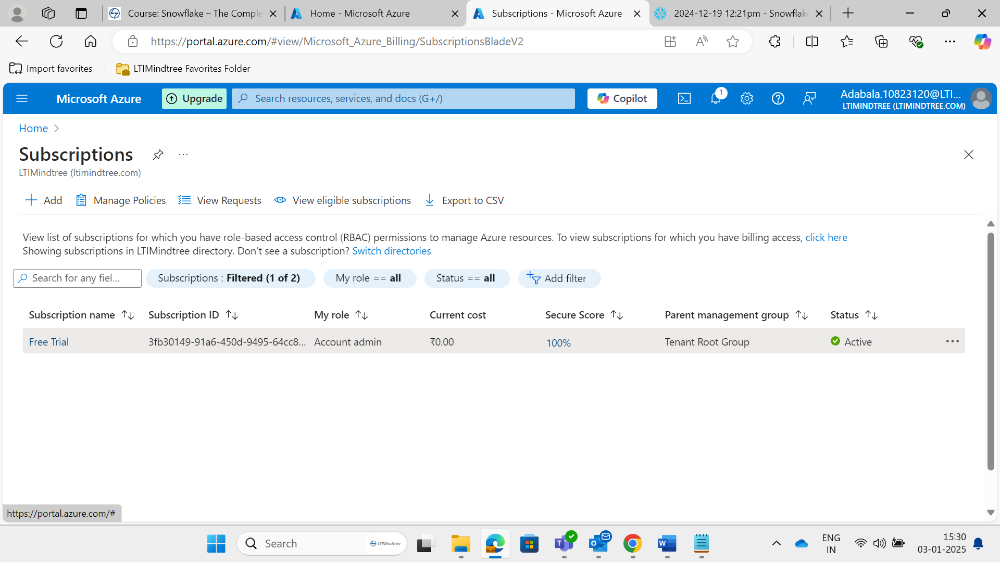 Course: Snowflake – The Comple
Home - Microsoft Azure
Subscriptions - Microsoft Azure
2024-12-19 12:21pm - Snowflake
https://portal.azure.com/#view/Microsoft_Azure_Billing/SubscriptionsBladeV2
Import favorites
LTIMindtree Favorites Folder
Microsoft Azure
Upgrade
Search resources, services, and docs (G+/)
Copilot
1
Adabala.10823120@LTI...
LTIMINDTREE (LTIMINDTREE.COM)
Home
Subscriptions
LTIMindtree (ltimindtree.com)
Add
Manage Policies
View Requests
View eligible subscriptions
Export to CSV
View list of subscriptions for which you have role-based access control (RBAC) permissions to manage Azure resources. To view subscriptions for which you have billing access, click here
Showing subscriptions in LTIMindtree directory. Don't see a subscription? Switch directories
Search for any fiel...
Subscriptions : Filtered (1 of 2)
My role == all
Status == all
Add filter
Subscription name Subscription ID My role Current cost Secure Score Parent management group Status
Free Trial 3fb30149-91a6-450d-9495-64cc8... Account admin ₹0.00 100% Tenant Root Group Active
https://portal.azure.com/#
Search
LTIMindtree
ENG
IN
15:30
03-01-2025